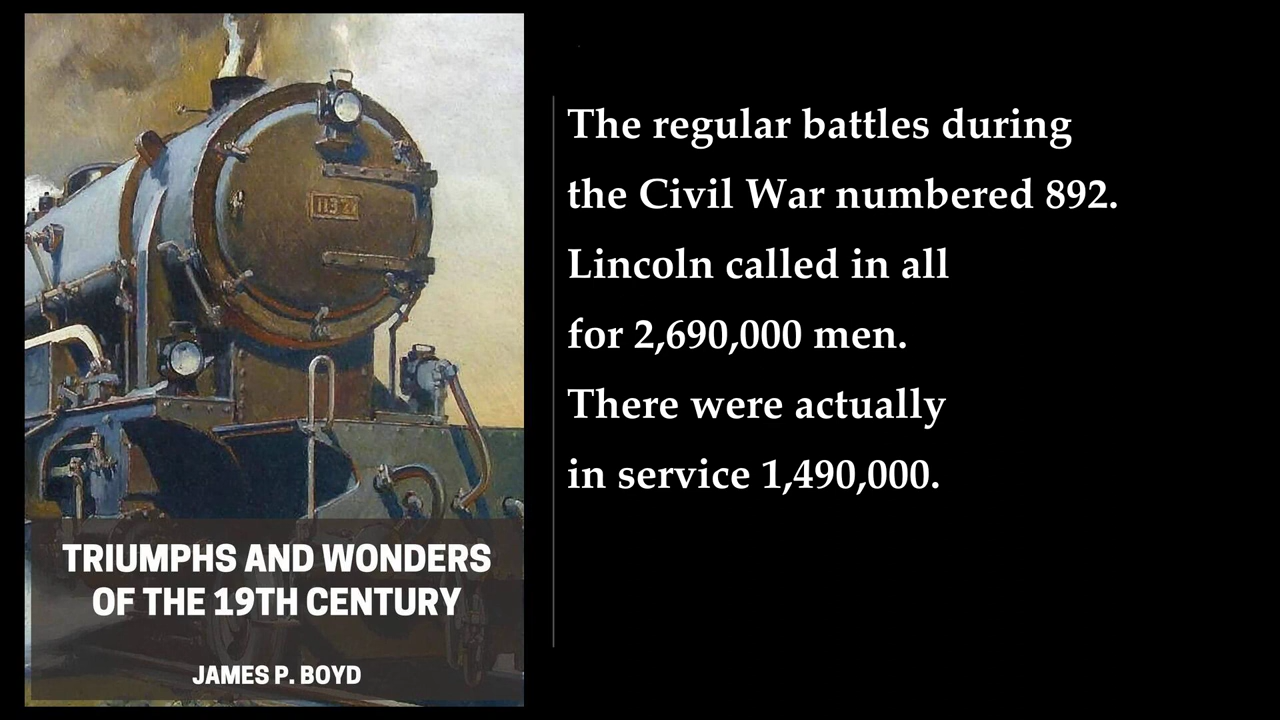 The regular battles during
the Civil War numbered 892.
Lincoln called in all
for 2,690,000 men.
There were actually
in service 1,490,000.
TRIUMPHS AND WONDERS
OF THE 19TH CENTURY
JAMES P. BOYD